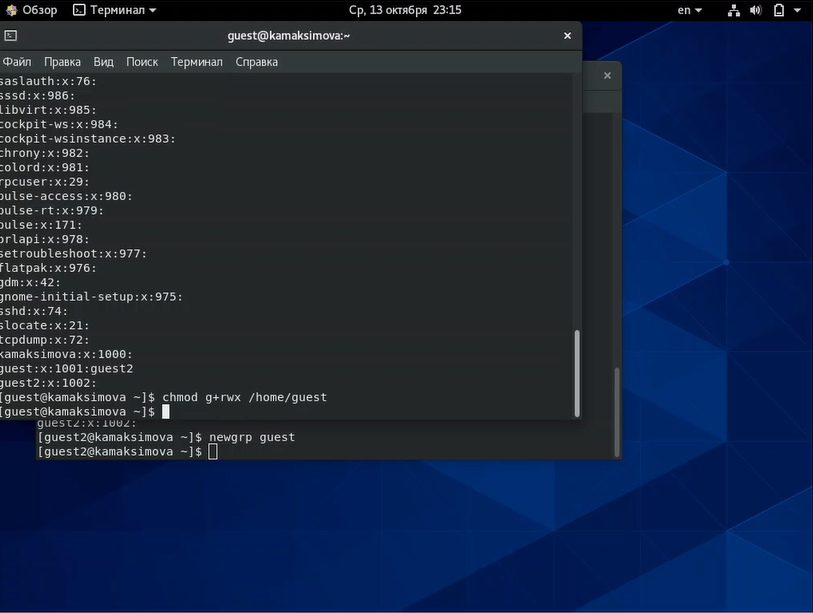 Обзор Терминал Ср, 13 октября 23:15 en
guest@kamaksimova:~
Файл Правка Вид Поиск Терминал Справка
saslauth:x:76:
sssd:x:986:
libvirt:x:985:
cockpit-ws:x:984:
cockpit-wsinstance:x:983:
chrony:x:982:
colord:x:981:
rpcuser:x:29:
pulse-access:x:980:
pulse-rt:x:979:
pulse:x:171:
brlapi:x:978:
setroubleshoot:x:977:
flatpak:x:976:
gdm:x:42:
gnome-initial-setup:x:975:
sshd:x:74:
slocate:x:21:
tcpdump:x:72:
kamaksimova:x:1000:
guest:x:1001:guest2
guest2:x:1002:
[guest@kamaksimova ~]$ chmod g+rwx /home/guest
[guest@kamaksimova ~]$
guest2:x:1002:
[guest2@kamaksimova ~]$ newgrp guest
[guest2@kamaksimova ~]$